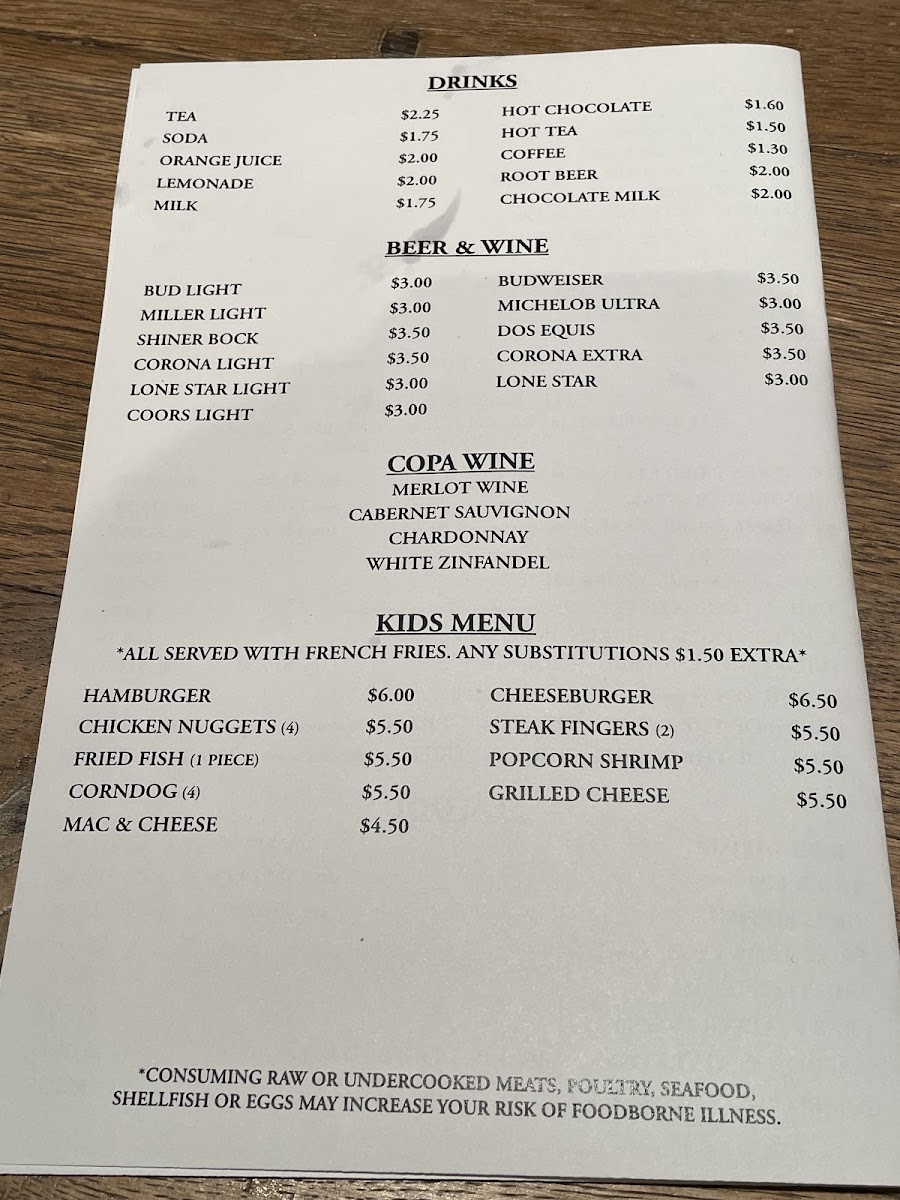 DRINKS
TEA $2.25 HOT CHOCOLATE $1.60
SODA $1.75 HOT TEA $1.50
ORANGE JUICE $2.00 COFFEE $1.30
LEMONADE $2.00 ROOT BEER $2.00
MILK $1.75 CHOCOLATE MILK $2.00
BEER & WINE
BUD LIGHT $3.00 BUDWEISER $3.50
MILLER LIGHT $3.00 MICHELOB ULTRA $3.00
SHINER BOCK $3.50 DOS EQUIS $3.50
CORONA LIGHT $3.50 CORONA EXTRA $3.50
LONE STAR LIGHT $3.00 LONE STAR $3.00
COORS LIGHT $3.00
COPA WINE
MERLOT WINE
CABERNET SAUVIGNON
CHARDONNAY
WHITE ZINFANDEL
KIDS MENU
*ALL SERVED WITH FRENCH FRIES. ANY SUBSTITUTIONS $1.50 EXTRA*
HAMBURGER $6.00 CHEESEBURGER $6.50
CHICKEN NUGGETS (4) $5.50 STEAK FINGERS (2) $5.50
FRIED FISH (1 PIECE) $5.50 POPCORN SHRIMP $5.50
CORNDOG (4) $5.50 GRILLED CHEESE $5.50
MAC & CHEESE $4.50
*CONSUMING RAW OR UNDERCOOKED MEATS, POULTRY, SEAFOOD,
SHELLFISH OR EGGS MAY INCREASE YOUR RISK OF FOODBORNE ILLNESS.